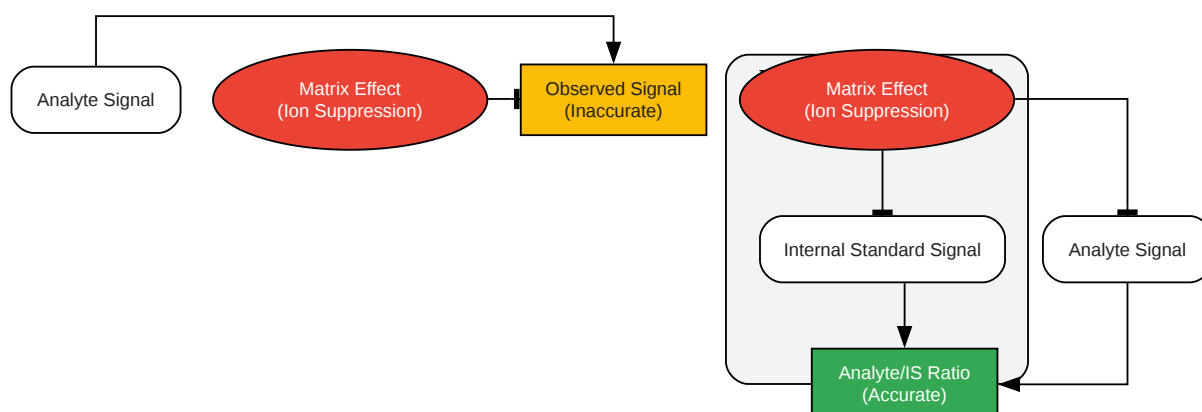 Analyte Signal
Matrix Effect
(Ion Suppression)
Observed Signal
(Inaccurate)
Matrix Effect
(Ion Suppression)
Internal Standard Signal
Analyte Signal
Analyte/IS Ratio
(Accurate)